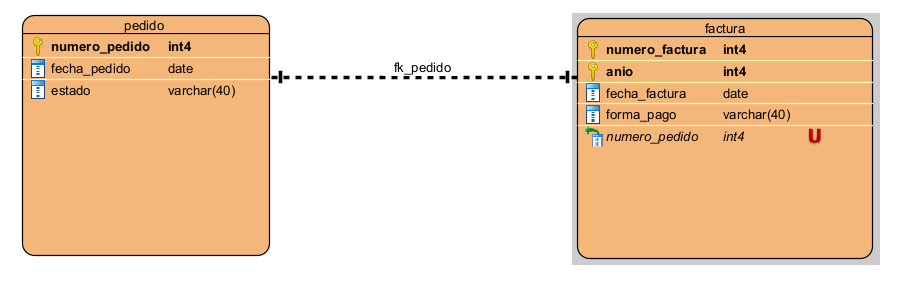 pedido
numero_pedido int4
fecha_pedido date
estado varchar(40)
fk_pedido
factura
numero_factura int4
anio int4
fecha_factura date
forma_pago varchar(40)
numero_pedido int4 U